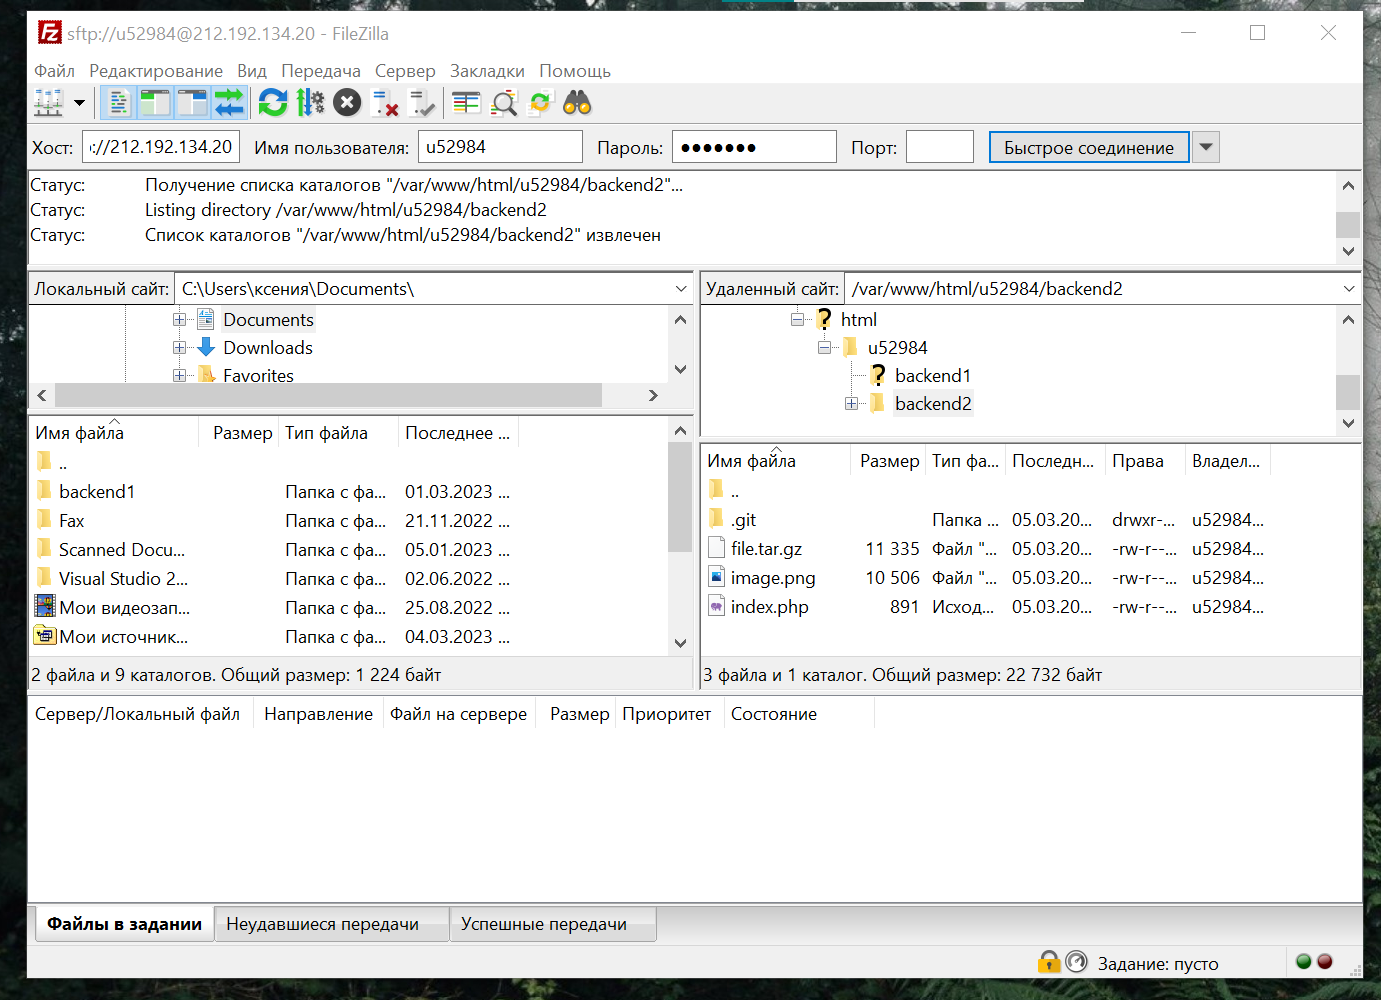 sftp://u52984@212.192.134.20 - FileZilla
Файл Редактирование Вид Передача Сервер Закладки Помощь
Хост: ›://212.192.134.20 Имя пользователя: u52984 Пароль: ●●●●●●● Порт: Быстрое соединение
Статус: Получение списка каталогов "/var/www/html/u52984/backend2"...
Статус: Listing directory /var/www/html/u52984/backend2
Статус: Список каталогов "/var/www/html/u52984/backend2" извлечен
Локальный сайт: C:\Users\ксения\Documents\
Documents
Downloads
Favorites
Имя файла Размер Тип файла Последнее ...
..
backend1 Папка с фа... 01.03.2023 ...
Fax Папка с фа... 21.11.2022 ...
Scanned Docu... Папка с фа... 05.01.2023 ...
Visual Studio 2... Папка с фа... 02.06.2022 ...
Мои видеозап... Папка с фа... 25.08.2022 ...
Мои источник... Папка с фа... 04.03.2023 ...
2 файла и 9 каталогов. Общий размер: 1 224 байт
Удаленный сайт: /var/www/html/u52984/backend2
html
u52984
backend1
backend2
Имя файла Размер Тип фа... Последн... Права Владел...
..
.git Папка ... 05.03.20... drwxr-... u52984...
file.tar.gz 11 335 Файл "... 05.03.20... -rw-r--... u52984...
image.png 10 506 Файл "... 05.03.20... -rw-r--... u52984...
index.php 891 Исход... 05.03.20... -rw-r--... u52984...
3 файла и 1 каталог. Общий размер: 22 732 байт
Сервер/Локальный файл Направление Файл на сервере Размер Приоритет Состояние
Файлы в задании Неудавшиеся передачи Успешные передачи
Задание: пусто